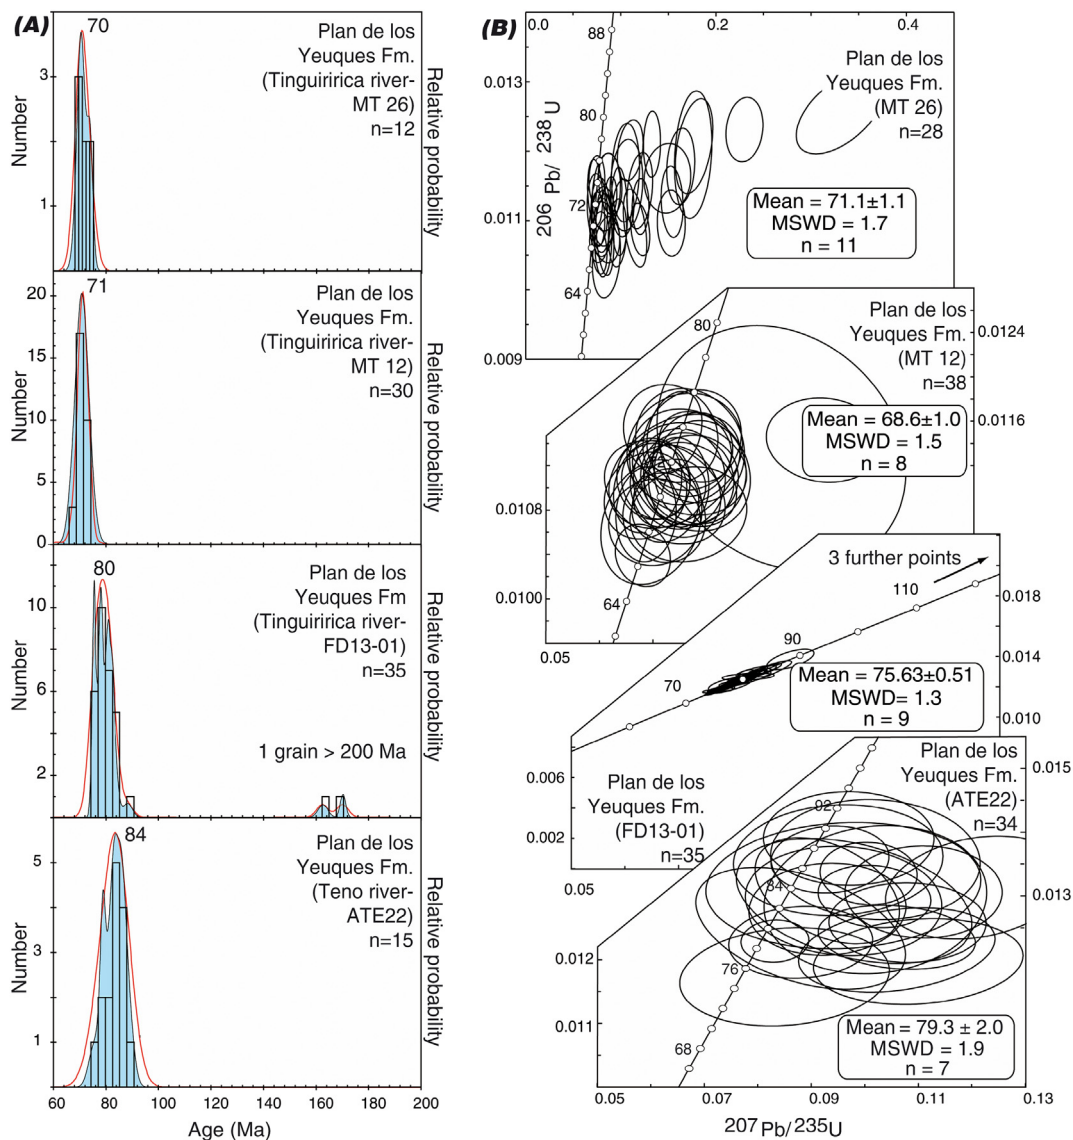 (A)
70
Plan de los
Yeuques Fm.
(Tinguiririca river-
MT 26)
n=12
3
1
Number
Relative probability
71
Plan de los
Yeuques Fm.
(Tinguiririca river-
MT 12)
n=30
20
15
10
5
0
Number
Relative probability
80
Plan de los
Yeuques Fm
(Tinguiririca river-
FD13-01)
n=35
1 grain > 200 Ma
10
6
2
Number
Relative probability
84
Plan de los
Yeuques Fm.
(Teno river-
ATE22)
n=15
5
3
1
Number
Relative probability
60 80 100 120 140 160 180 200
Age (Ma)
(B)
0.0 0.2 0.4
88
80
72
64
0.013
0.011
0.009
206 Pb/ 238 U
Plan de los
Yeuques Fm.
(MT 26)
n=28
Mean = 71.1±1.1
MSWD = 1.7
n = 11
80
64
Plan de los
Yeuques Fm.
(MT 12)
n=38
0.0124
0.0116
0.0108
0.0100
0.05
Mean = 68.6±1.0
MSWD = 1.5
n = 8
3 further points
110
90
70
0.018
0.014
0.010
0.006
0.002
0.05
Mean = 75.63±0.51
MSWD= 1.3
n = 9
Plan de los
Yeuques Fm.
(FD13-01)
n=35
Plan de los
Yeuques Fm.
(ATE22)
n=34
92
84
76
68
0.015
0.013
0.012
0.011
Mean = 79.3 ± 2.0
MSWD = 1.9
n = 7
0.05 0.07 0.09 0.11 0.13
207 Pb/ 235 U